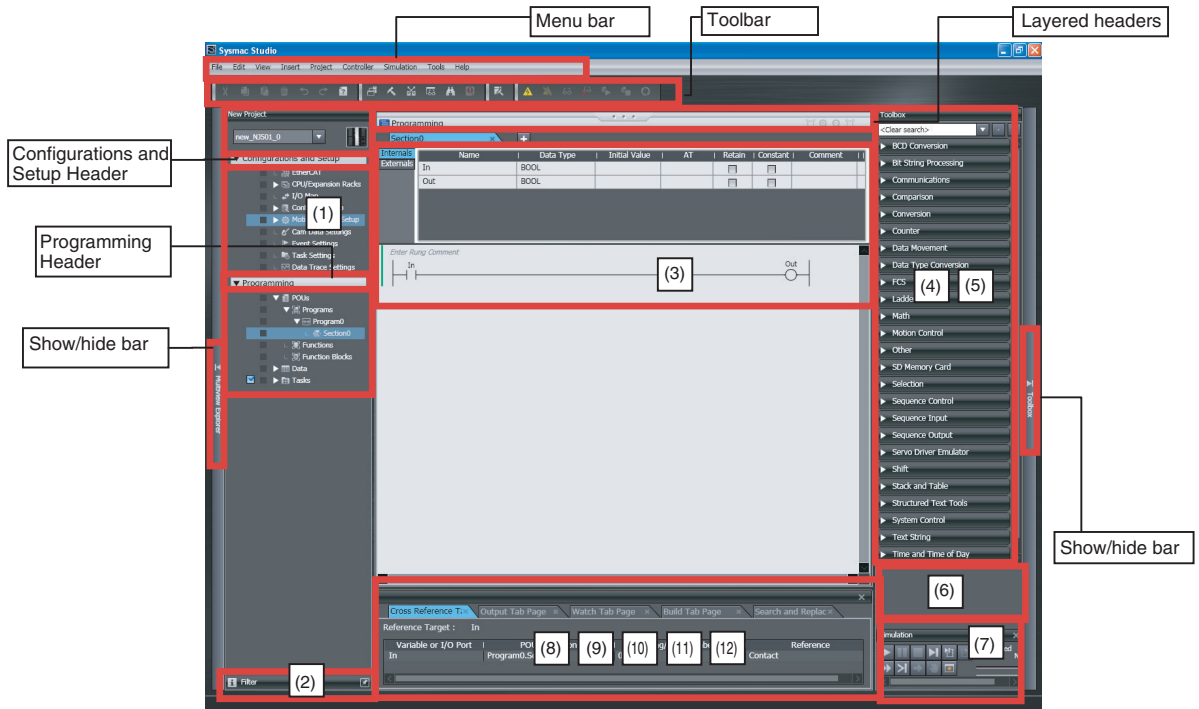 Menu bar
Toolbar
Layered headers
Sysmac Studio
File Edit View Insert Project Controller Simulation Tools Help
New Project
new_NJ501_0
Configurations and Setup Header
Configurations and Setup
EtherCAT
CPU/Expansion Racks
I/O Map
(1)
Cam Data Settings
Event Settings
Task Settings
Data Trace Settings
Programming Header
Programming
POUs
Programs
Program0
Section0
Functions
Function Blocks
Data
Tasks
Show/hide bar
Multiview Explorer
Filter
(2)
Programming
Section0
Internals
Externals
Name Data Type Initial Value AT Retain Constant Comment
In BOOL
Out BOOL
Enter Rung Comment
In
Out
(3)
Toolbox
<Clear search>
BCD Conversion
Bit String Processing
Communications
Comparison
Conversion
Counter
Data Movement
Data Type Conversion
FCS
(4) (5)
Math
Motion Control
Other
SD Memory Card
Selection
Sequence Control
Sequence Input
Sequence Output
Servo Driver Emulator
Shift
Stack and Table
Structured Text Tools
System Control
Text String
Time and Time of Day
Toolbox
Show/hide bar
(6)
Cross Reference Output Tab Page Watch Tab Page Build Tab Page Search and
Reference Target : In
Variable or I/O Port Reference
In Contact
(8) (9) (10) (11) (12)
(7)